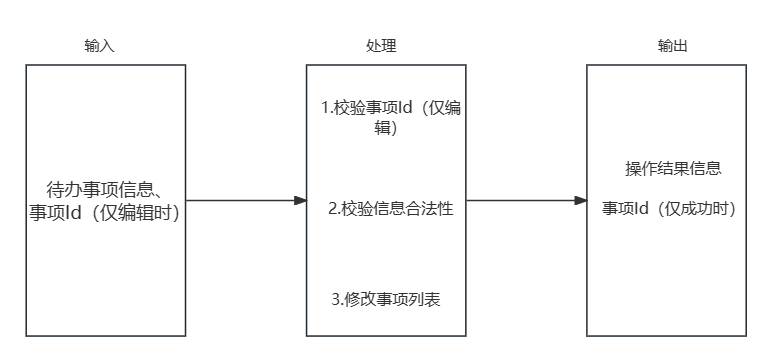 输入
处理
输出
待办事项信息、
事项Id（仅编辑时）
1.校验事项Id（仅编
辑）
2.校验信息合法性
3.修改事项列表
操作结果信息
事项Id（仅成功时）